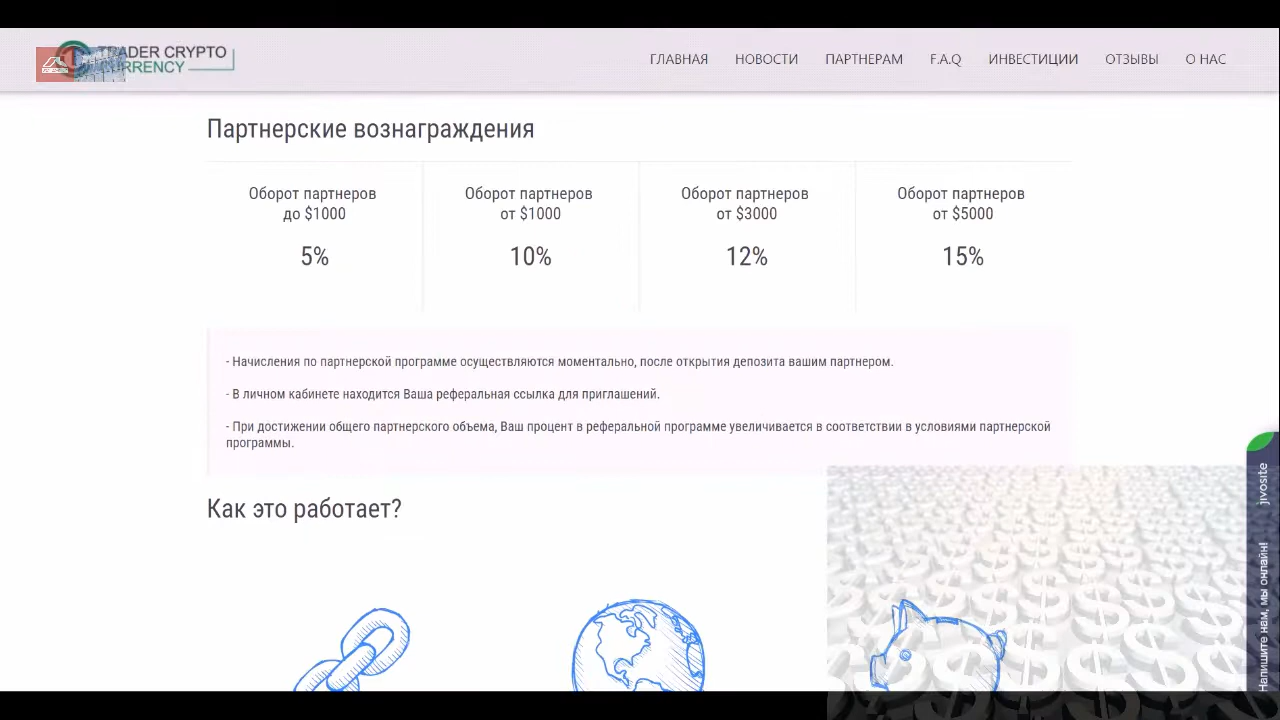 TRADER CRYPTO
CURRENCY
ГЛАВНАЯ НОВОСТИ ПАРТНЕРАМ F.A.Q ИНВЕСТИЦИИ ОТЗЫВЫ О НАС
Партнерские вознаграждения
Оборот партнеров
до $1000
5%
Оборот партнеров
от $1000
10%
Оборот партнеров
от $3000
12%
Оборот партнеров
от $5000
15%
- Начисления по партнерской программе осуществляются моментально, после открытия депозита вашим партнером.
- В личном кабинете находится Ваша реферальная ссылка для приглашений.
- При достижении общего партнерского объема, Ваш процент в реферальной программе увеличивается в соответствии в условиями партнерской
программы.
Как это работает?
jivosite
Напишите нам, мы онлайн!